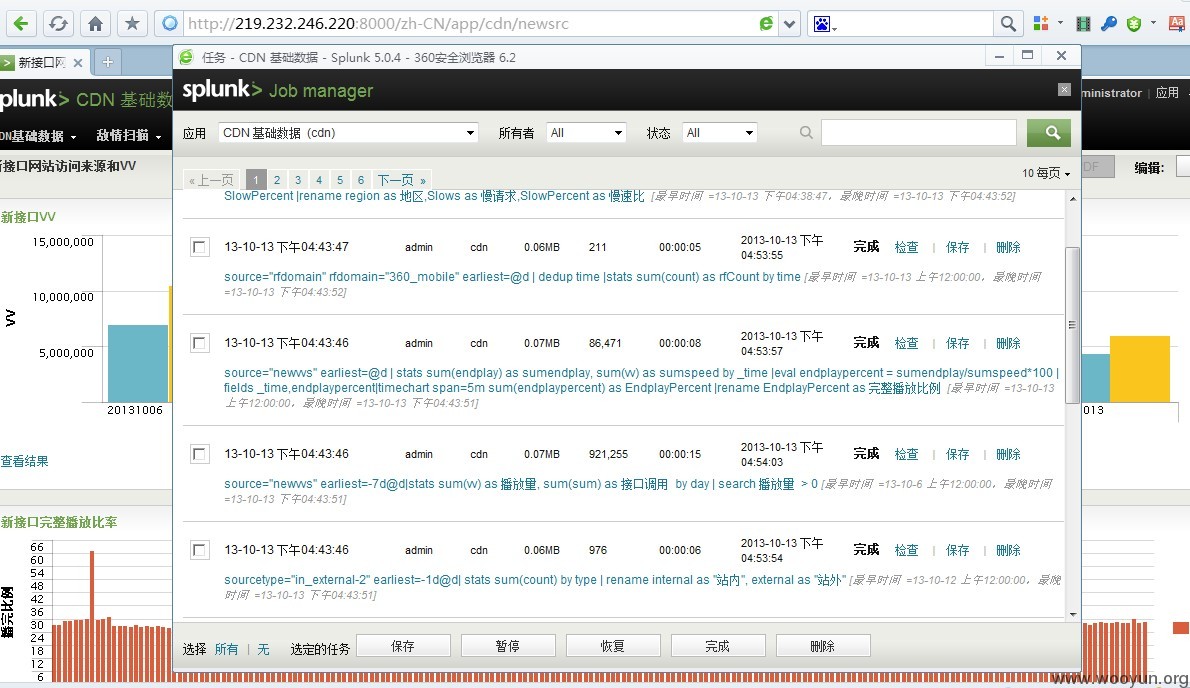 http://219.232.246.220:8000/zh-CN/app/cdn/newsrc
任务 - CDN 基础数据 - Splunk 5.0.4 - 360安全浏览器 6.2
新接口网
splunk> Job manager
plunk> CDN 基础数
ministrator | 应用
DN基础数据 敌情扫描
应用 CDN 基础数据 (cdn) 所有者 All 状态 All
新接口网站访问来源和VV
DF 编辑:
«上一页 1 2 3 4 5 6 下一页 » 10 每页
SlowPercent |rename region as 地区,Slows as 慢请求,SlowPercent as 慢速比 [最早时间 =13-10-13 下午04:38:47，最晚时间 =13-10-13 下午04:43:52]
新接口VV
15,000,000
10,000,000
5,000,000
VV
20131006
013
13-10-13 下午04:43:47 admin cdn 0.06MB 211 00:00:05 2013-10-13 下午 04:53:55 完成 检查 | 保存 | 删除
source="rfdomain" rfdomain="360_mobile" earliest=@d | dedup time |stats sum(count) as rfCount by time [最早时间 =13-10-13 上午12:00:00，最晚时间
=13-10-13 下午04:43:52]
13-10-13 下午04:43:46 admin cdn 0.07MB 86,471 00:00:08 2013-10-13 下午 04:53:57 完成 检查 | 保存 | 删除
source="newvvs" earliest=@d | stats sum(endplay) as sumendplay, sum(vv) as sumspeed by _time |eval endplaypercent = sumendplay/sumspeed*100 |
fields _time,endplaypercent|timechart span=5m sum(endplaypercent) as EndplayPercent |rename EndplayPercent as 完整播放比例 [最早时间 =13-10-13
上午12:00:00，最晚时间 =13-10-13 下午04:43:51]
13-10-13 下午04:43:46 admin cdn 0.07MB 921,255 00:00:15 2013-10-13 下午 04:54:03 完成 检查 | 保存 | 删除
source="newvvs" earliest=-7d@d|stats sum(vv) as 播放量, sum(sum) as 接口调用 by day | search 播放量 > 0 [最早时间 =13-10-6 上午12:00:00，最晚时间
=13-10-13 下午04:43:51]
13-10-13 下午04:43:46 admin cdn 0.06MB 976 00:00:06 2013-10-13 下午 04:53:54 完成 检查 | 保存 | 删除
sourcetype="in_external-2" earliest=-1d@d| stats sum(count) by type | rename internal as "站内", external as "站外" [最早时间 =13-10-12 上午12:00:00，最晚
时间 =13-10-13 下午04:43:51]
查看结果
新接口完整播放比率
66
60
54
48
42
36
30
24
18
12
6
播完比例
选择 所有 | 无 选定的任务 保存 暂停 恢复 完成 删除
www.wooyun.org